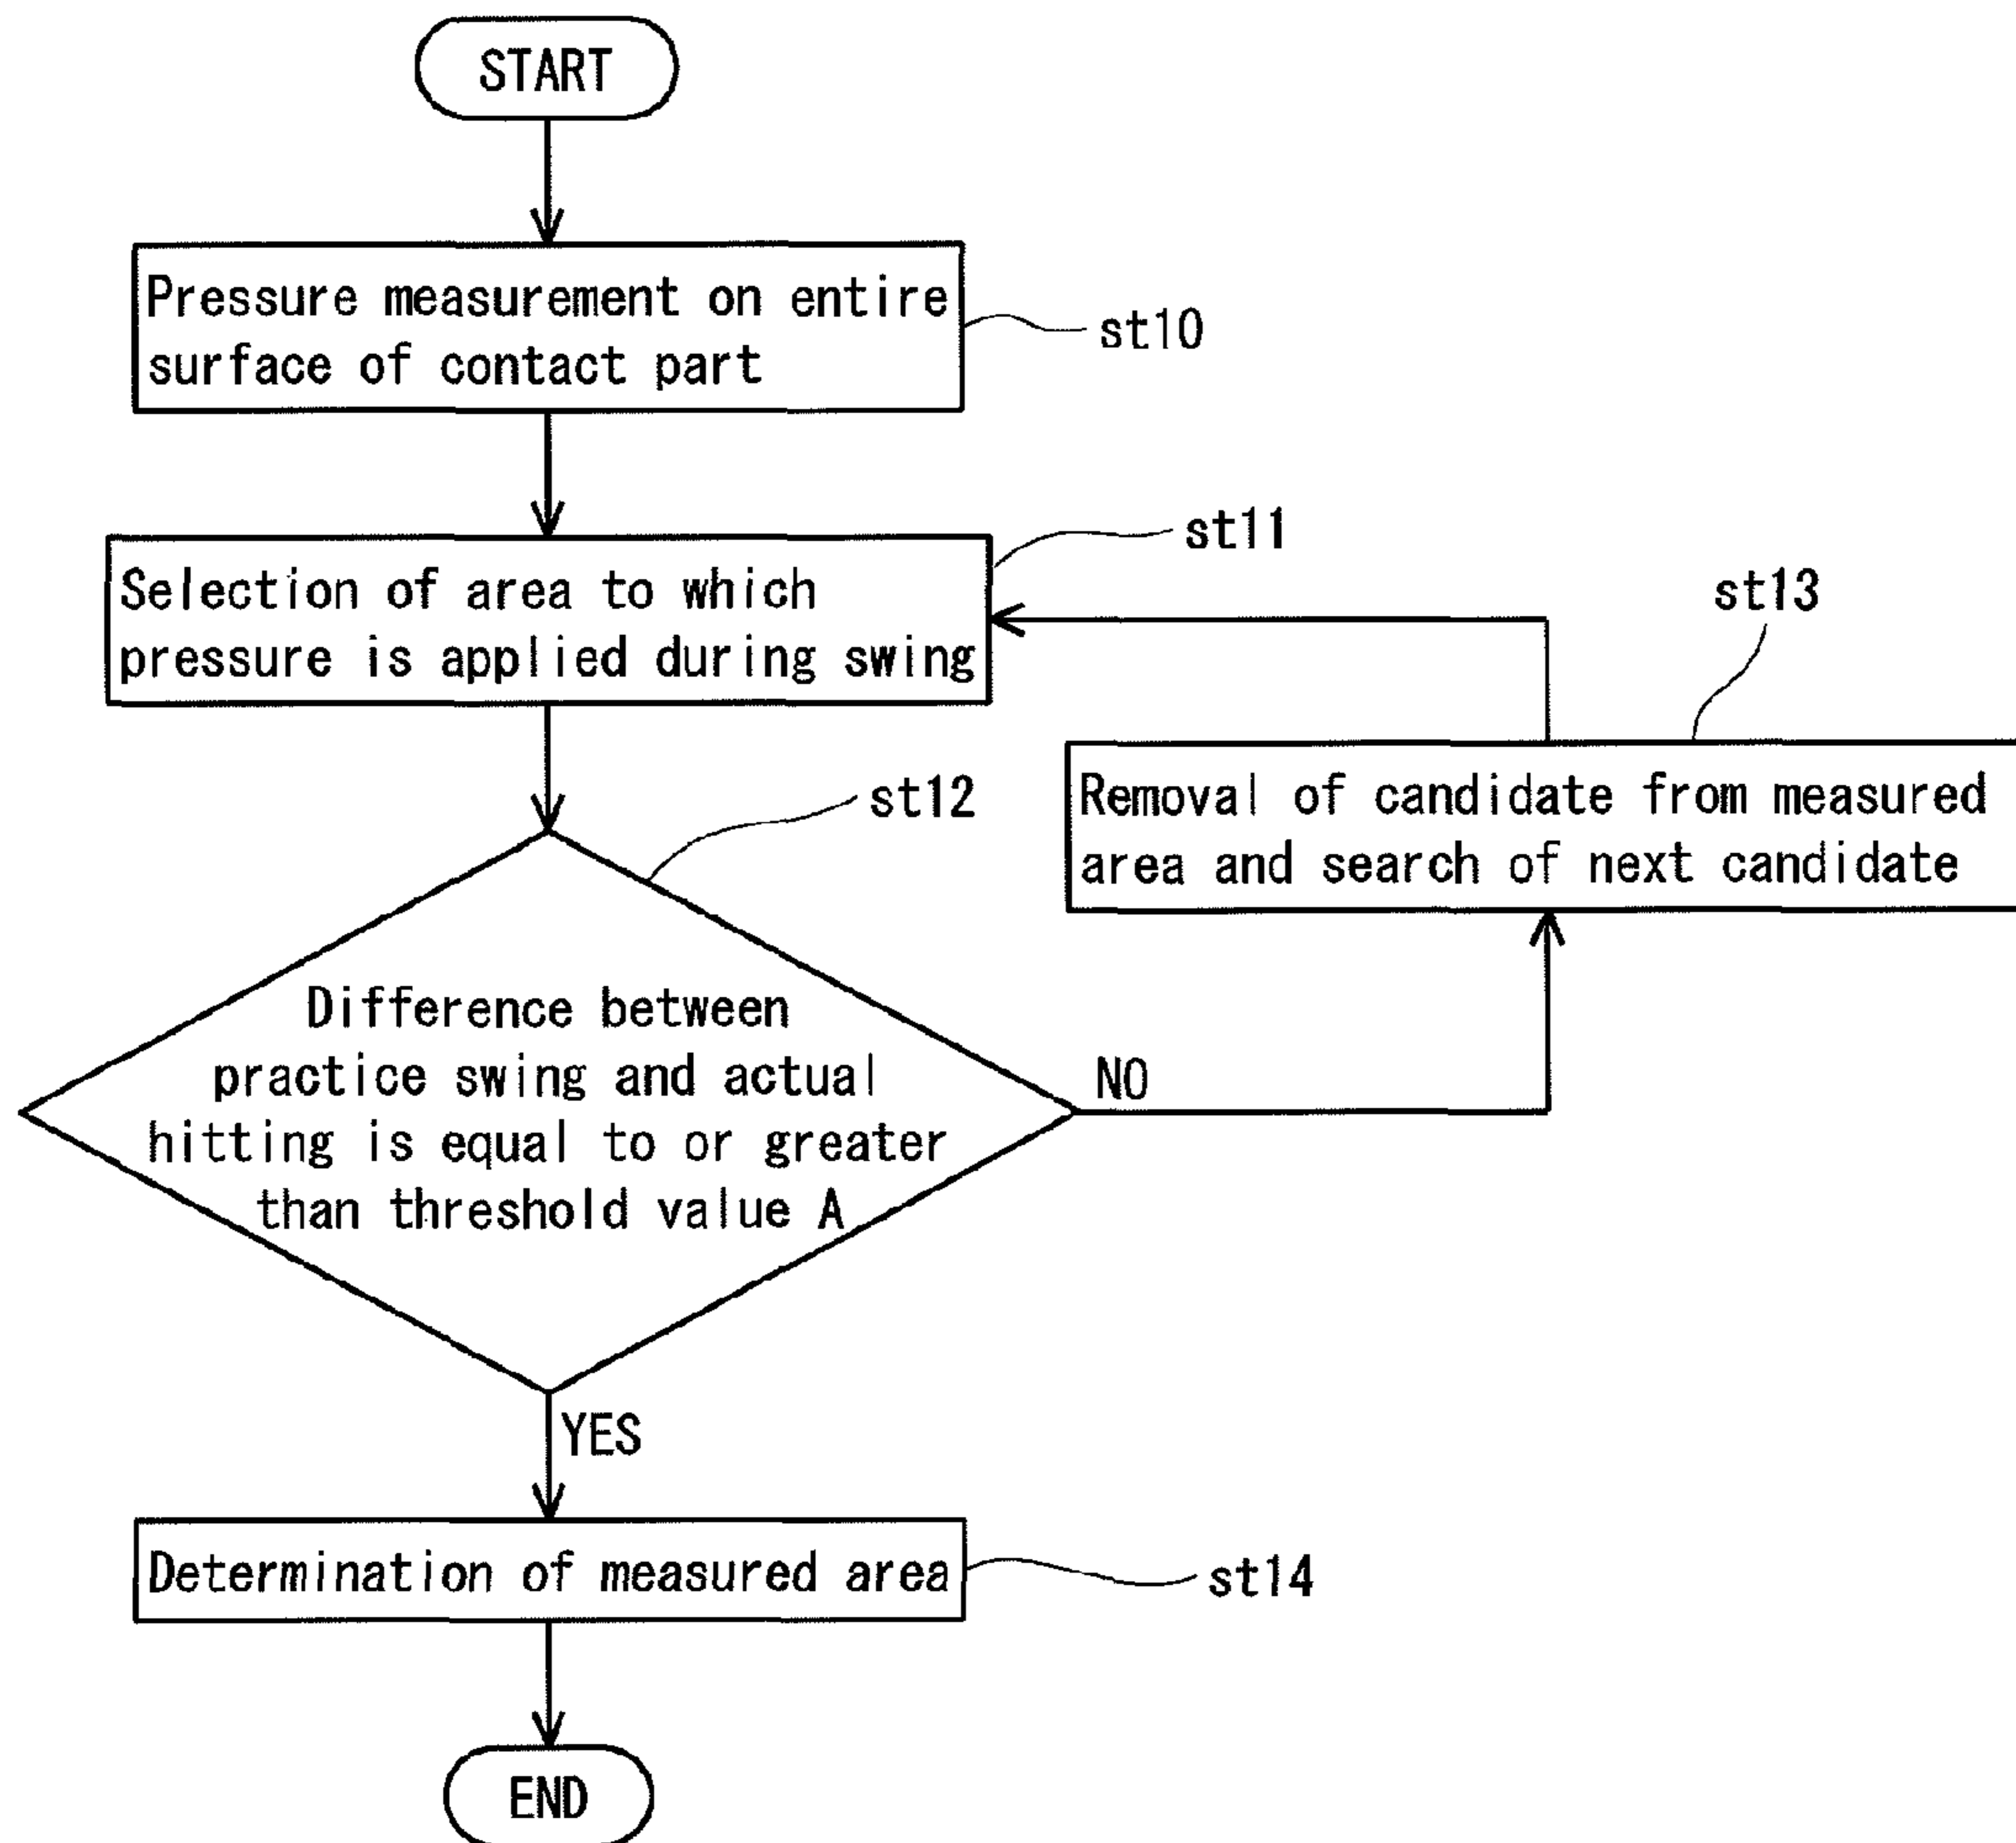 START
Pressure measurement on entire
surface of contact part
st10
Selection of area to which
pressure is applied during swing
st11
st13
Removal of candidate from measured
area and search of next candidate
st12
Difference between
practice swing and actual
hitting is equal to or greater
than threshold value A
NO
YES
Determination of measured area
st14
END